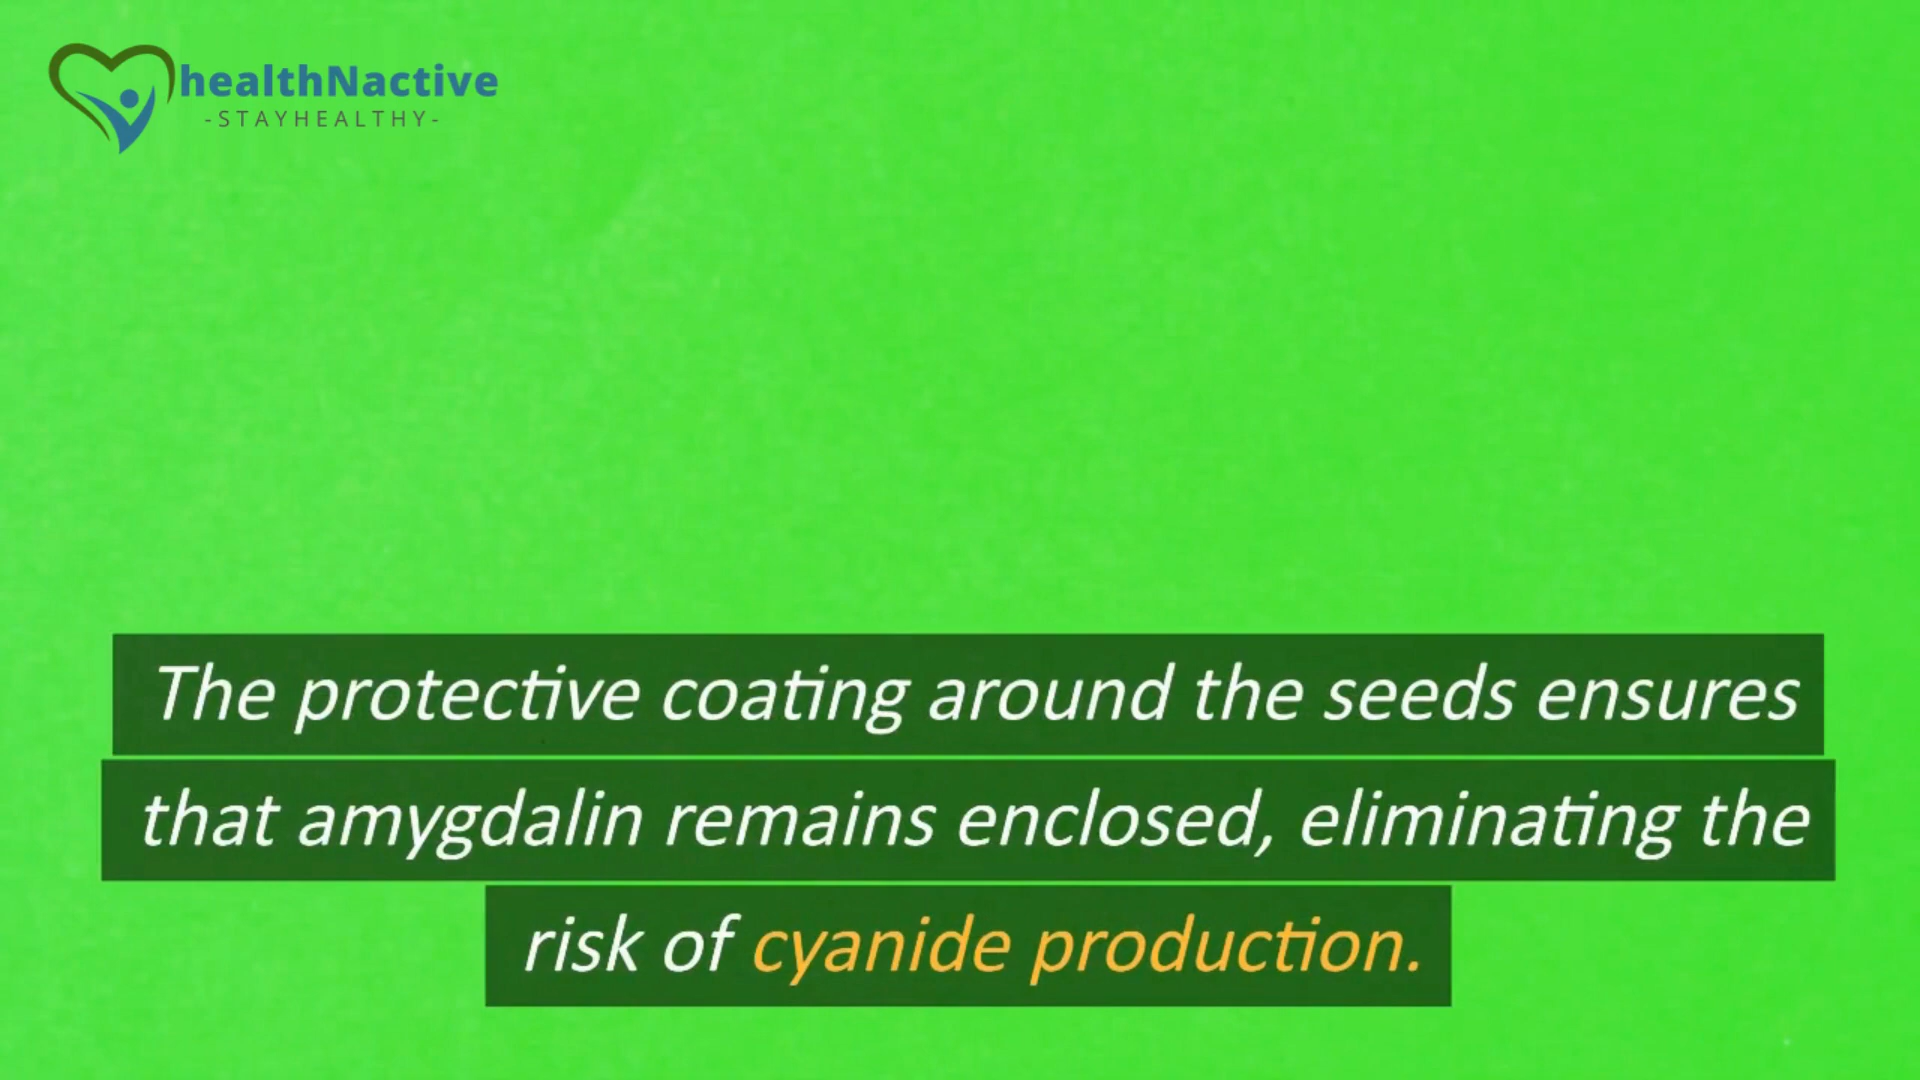 healthNactive
-STAYHEALTHY-
The protective coating around the seeds ensures
that amygdalin remains enclosed, eliminating the
risk of cyanide production.